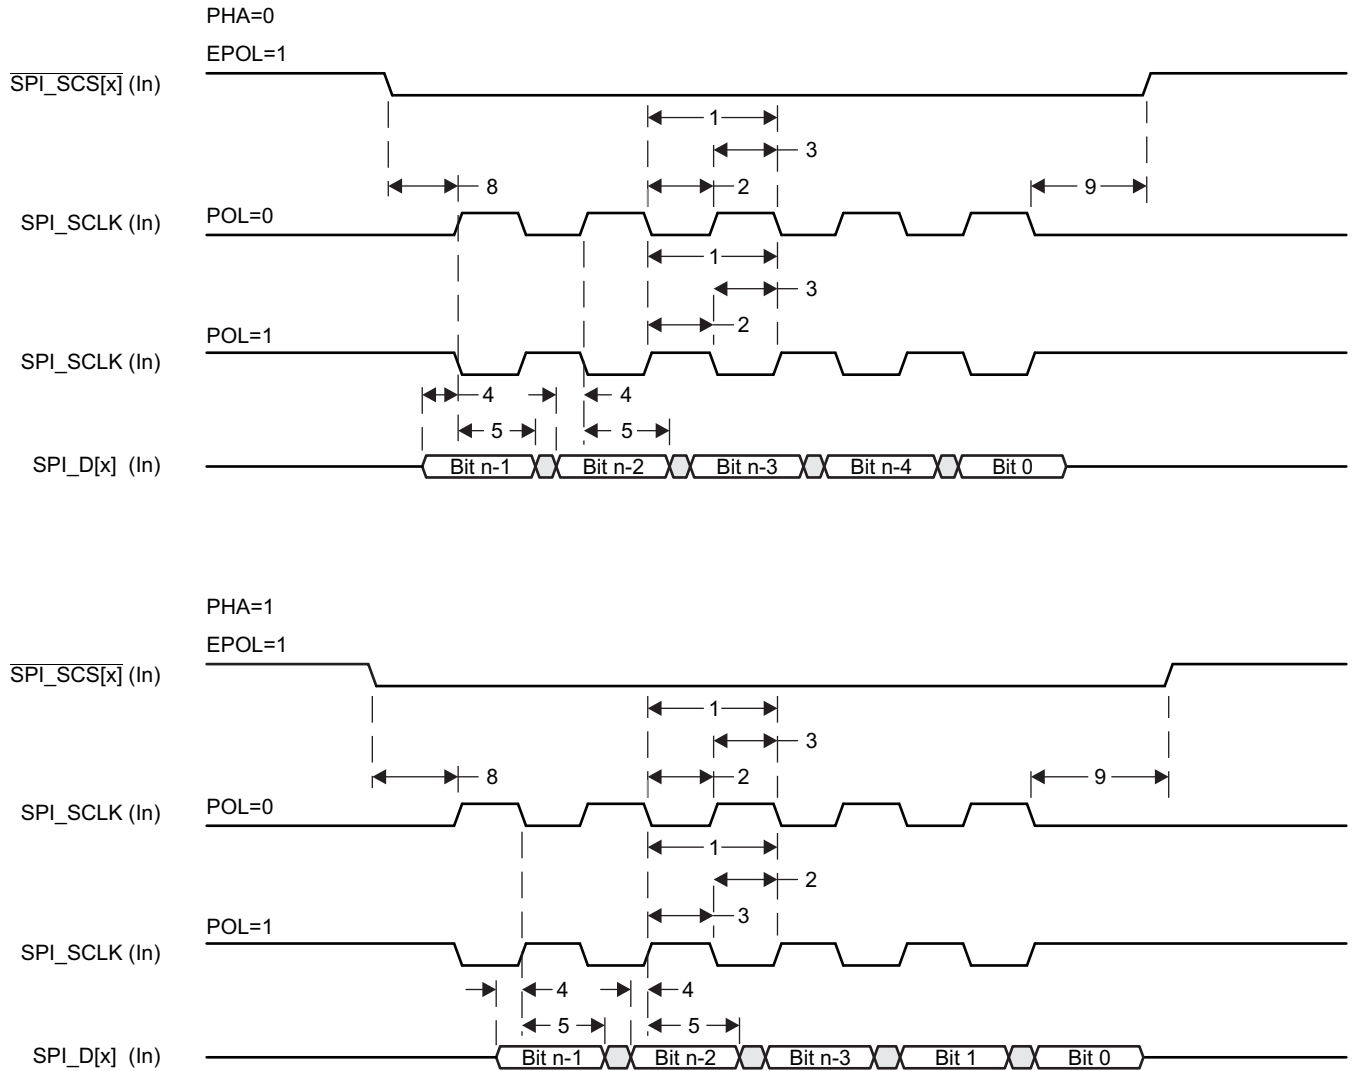 PHA=0
EPOL=1
SPI_SCS[x] (In)
1
3
8
2
9
SPI_SCLK (In)
POL=0
1
3
2
POL=1
SPI_SCLK (In)
4
4
5
5
SPI_D[x] (In)
Bit n-1
Bit n-2
Bit n-3
Bit n-4
Bit 0
PHA=1
EPOL=1
SPI_SCS[x] (In)
1
3
8
2
9
SPI_SCLK (In)
POL=0
1
2
3
POL=1
SPI_SCLK (In)
4
4
5
5
SPI_D[x] (In)
Bit n-1
Bit n-2
Bit n-3
Bit 1
Bit 0